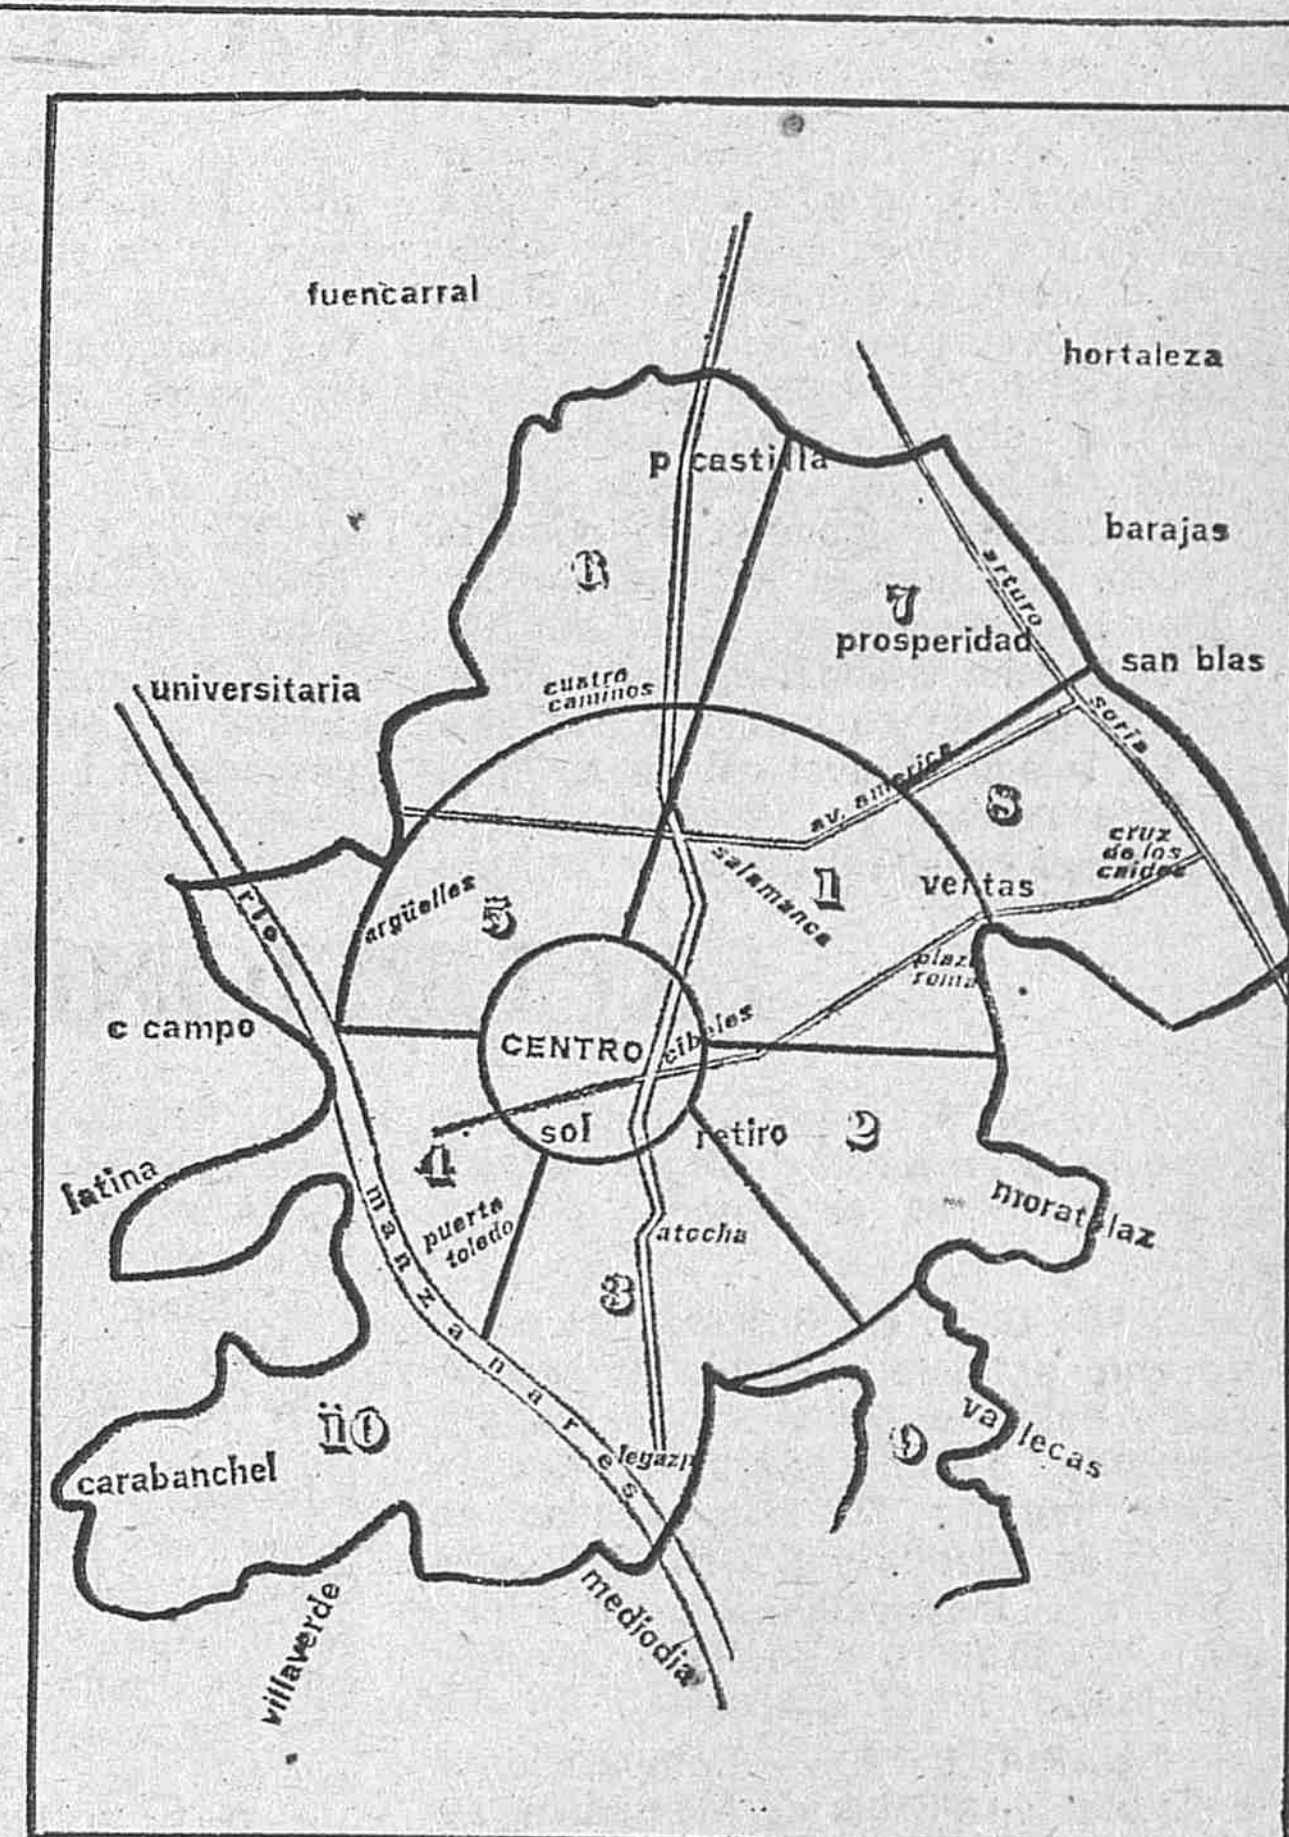 fuencarral
hortaleza
p castilla
barajas
arturo
7
prosperidad
san blas
universitaria
cuatro
caminos
soria
av. america
8
cruz
de los
caidos
salamanca
1
ventas
argüelles
5
rio
plaza
roma
c campo
CENTRO
cibeles
sol
retiro
2
4
latina
manzanares
puerta
toledo
moratalaz
atocha
3
10
vallecas
9
carabanchel
legazpi
mediodia
villaverde